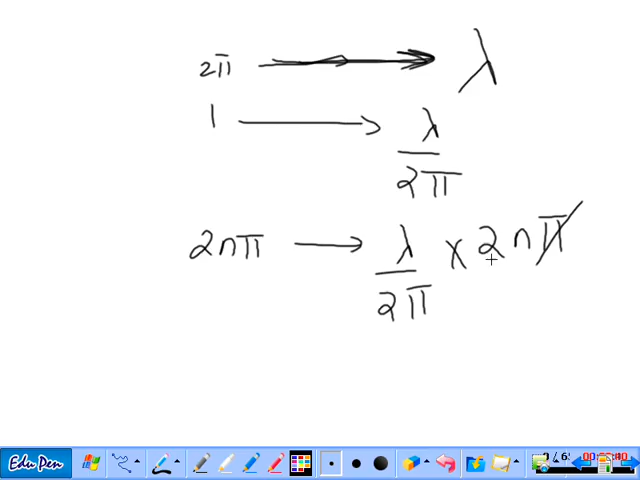 2π → λ
1 → λ/2π
2nπ → λ/2π × 2nπ
Edu Pen